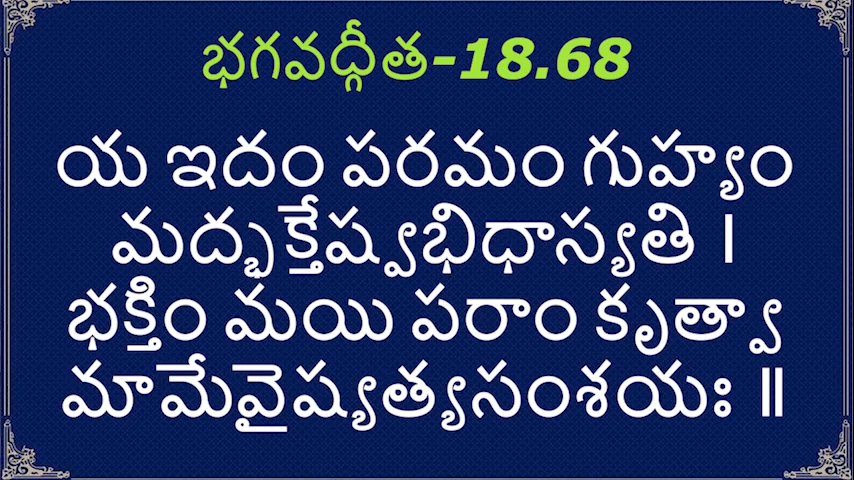 భగవద్గీత-18.68
య ఇదం పరమం గుహ్యం
మద్భక్తేష్వభిధాస్యతి ।
భక్తిం మయి పరాం కృత్వా
మామేవైష్యత్యసంశయః ॥